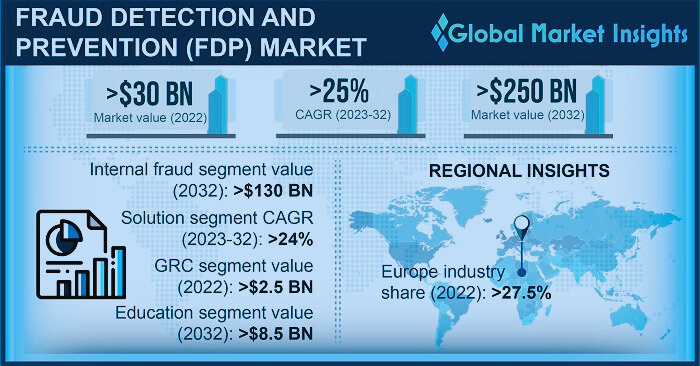 FRAUD DETECTION AND
PREVENTION (FDP) MARKET
Global Market Insights
>$30 BN
Market value (2022)
>25%
CAGR (2023-32)
>$250 BN
Market value (2032)
Internal fraud segment value
(2032): >$130 BN
Solution segment CAGR
(2023-32): >24%
GRC segment value
(2022): >$2.5 BN
Education segment value
(2032): >$8.5 BN
REGIONAL INSIGHTS
Europe industry
share (2022): >27.5%